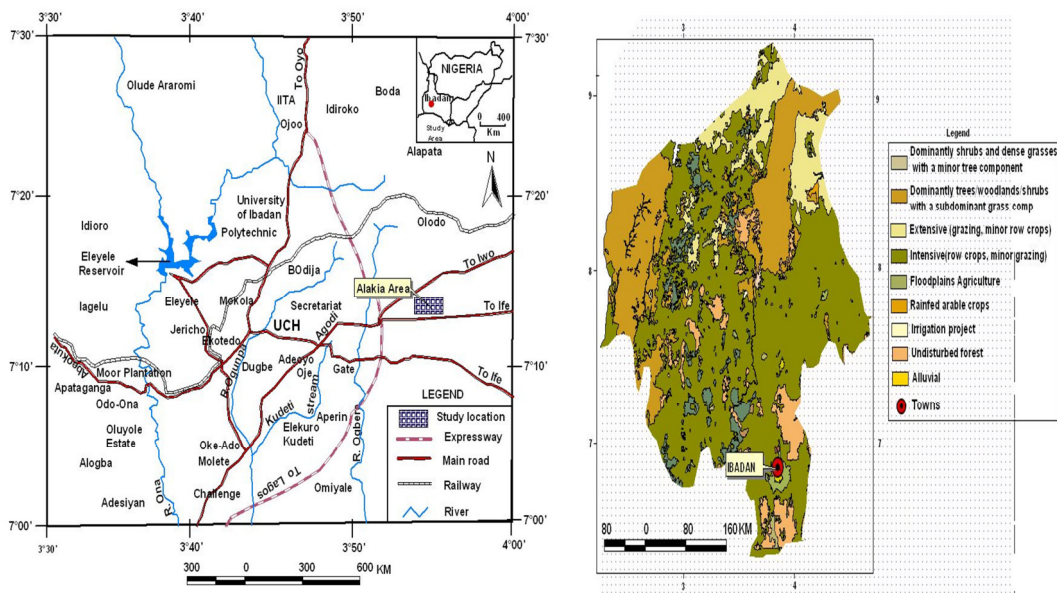 3°30'
3°40'
3°50'
4°00'
7°30'
7°30'
To Oyo
NIGERIA
Ibadan
Study
Area
0 400
Km
Olude Araromi
IITA
Ojoo
Idiroko
Boda
Alapata
N
7°20'
7°20'
University
of Ibadan
Polytechnic
Idioro
Olodo
Eleyele
Reservoir
BOdija
To Iwo
Alakia Area
Iagelu
Eleyele
Mokola
Secretariat
To Ife
Jericho
UCH
Agodi
Ekotedo
7°10'
7°10'
Abookuta
Moor Plantation
R. Ogunpa
Dugbe
Adeoyo
Oje
Gate
To Ife
Apataganga
Odo-Ona
stream
Kudeti
Aperin
Oluyole
Estate
Elekuro
Kudeti
R. Ogbere
Oke-Ado
Alogba
Molete
To Lagos
Omiyale
Adesiyan
R. Ona
Challenge
LEGEND
Study location
Expressway
Main road
Railway
River
7°00'
7°00'
3°30'
3°40'
3°50'
4°00'
300 0 300 600 KM
3
4
9
9
8
8
7
7
IBADAN
80 0 80 160 KM
3
4
Legend
Dominantly shrubs and dense grasses
with a minor tree component
Dominantly trees/woodlands/shrubs
with a subdominant grass comp
Extensive (grazing, minor row crops)
Intensive(row crops, minor grazing)
Floodplains Agriculture
Rainfed arable crops
Irrigation project
Undisturbed forest
Alluvial
Towns